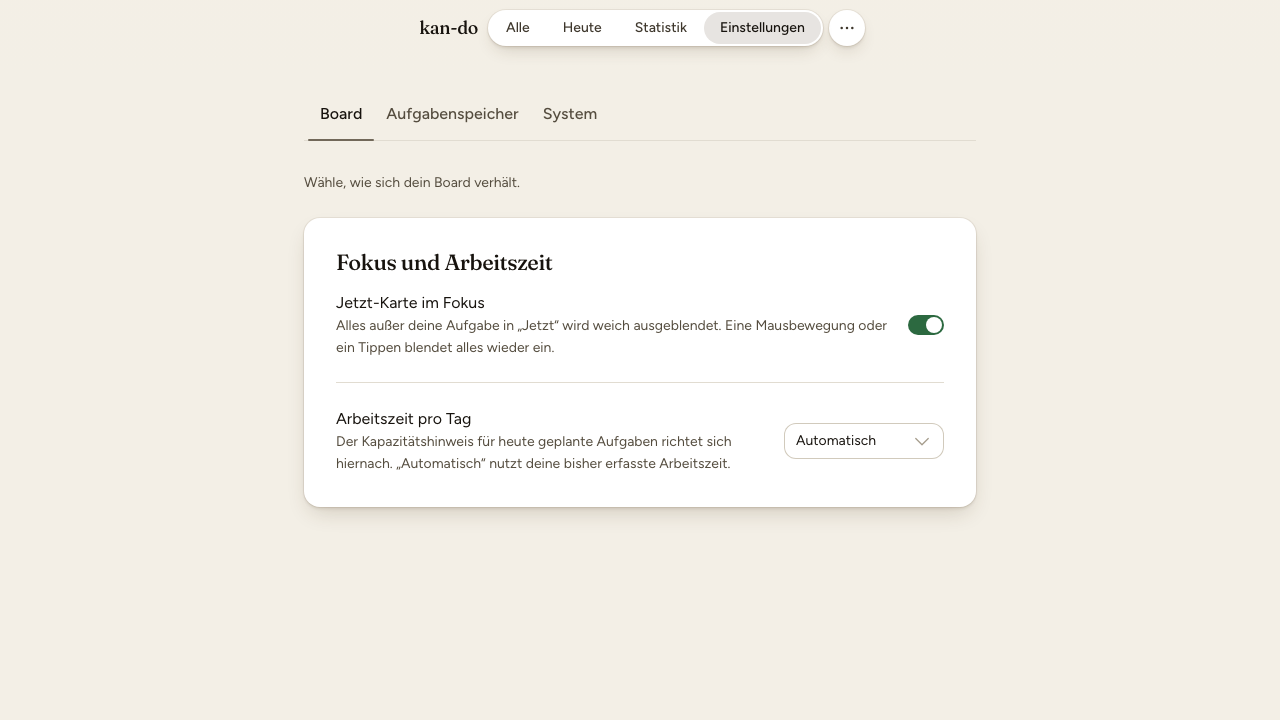 kan-do
Alle
Heute
Statistik
Einstellungen
Board
Aufgabenspeicher
System
Wähle, wie sich dein Board verhält.
Fokus und Arbeitszeit
Jetzt-Karte im Fokus
Alles außer deine Aufgabe in „Jetzt“ wird weich ausgeblendet. Eine Mausbewegung oder
ein Tippen blendet alles wieder ein.
Arbeitszeit pro Tag
Der Kapazitätshinweis für heute geplante Aufgaben richtet sich
hiernach. „Automatisch“ nutzt deine bisher erfasste Arbeitszeit.
Automatisch